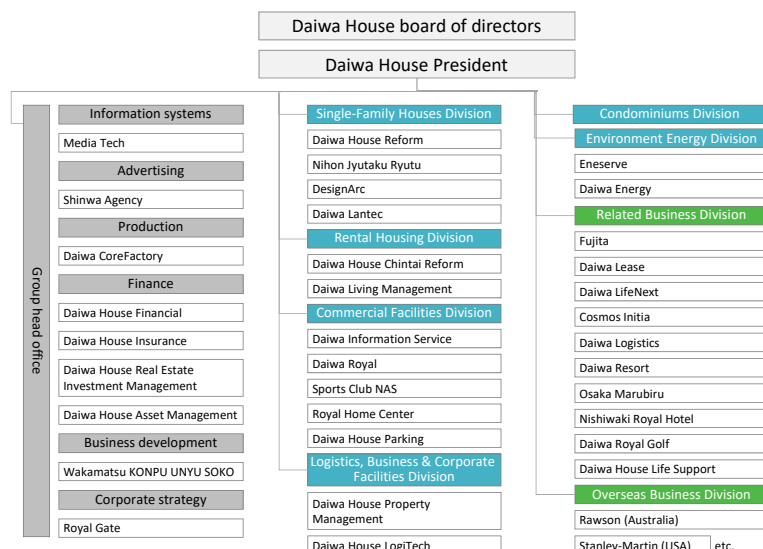 Daiwa House board of directors
Daiwa House President
Group head office
Information systems
Media Tech
Advertising
Shinwa Agency
Production
Daiwa CoreFactory
Finance
Daiwa House Financial
Daiwa House Insurance
Daiwa House Real Estate
Investment Management
Daiwa House Asset Management
Business development
Wakamatsu KONPU UNYU SOKO
Corporate strategy
Royal Gate
Single-Family Houses Division
Daiwa House Reform
Nihon Jyutaku Ryutu
DesignArc
Daiwa Lantec
Rental Housing Division
Daiwa House Chintai Reform
Daiwa Living Management
Commercial Facilities Division
Daiwa Information Service
Daiwa Royal
Sports Club NAS
Royal Home Center
Daiwa House Parking
Logistics, Business & Corporate
Facilities Division
Daiwa House Property
Management
Daiwa House LogiTech
Condominiums Division
Environment Energy Division
Eneserve
Daiwa Energy
Related Business Division
Fujita
Daiwa Lease
Daiwa LifeNext
Cosmos Initia
Daiwa Logistics
Daiwa Resort
Osaka Marubiru
Nishiwaki Royal Hotel
Daiwa Royal Golf
Daiwa House Life Support
Overseas Business Division
Rawson (Australia)
Stanley-Martin (USA) etc.